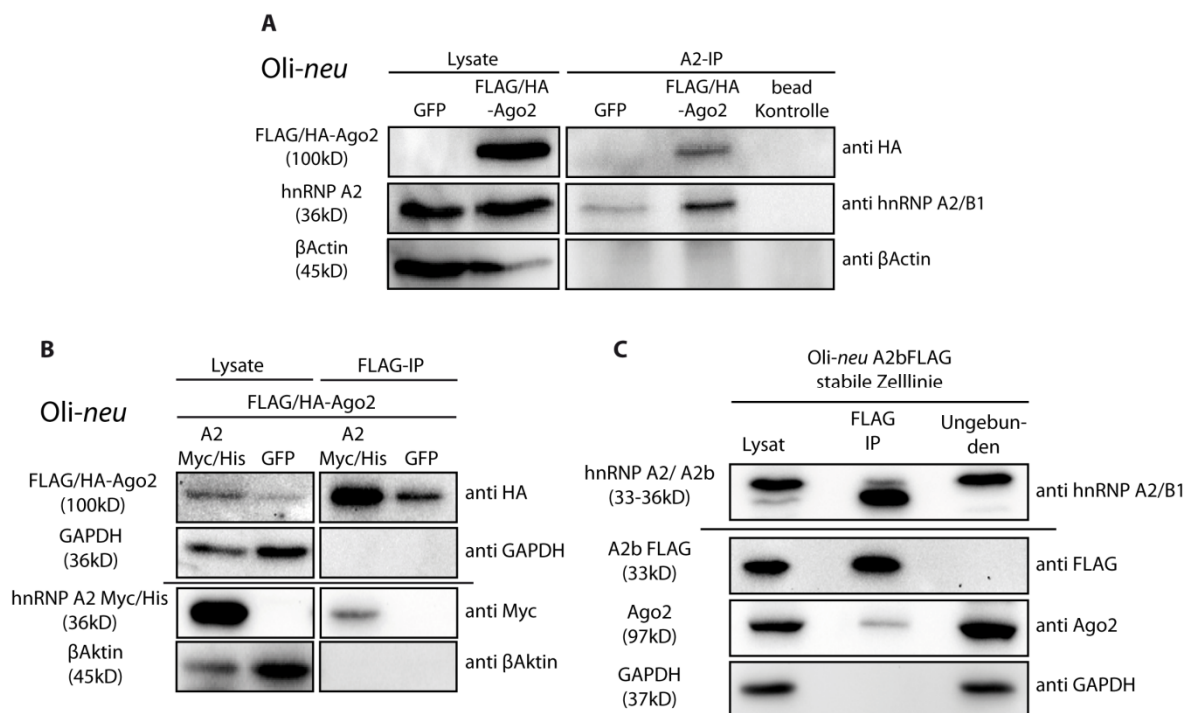 A
Oli-neu
Lysate
A2-IP
GFP
FLAG/HA
-Ago2
GFP
FLAG/HA
-Ago2
bead
Kontrolle
FLAG/HA-Ago2
(100kD)
anti HA
hnRNP A2
(36kD)
anti hnRNP A2/B1
βActin
(45kD)
anti βActin
B
Oli-neu
Lysate
FLAG-IP
FLAG/HA-Ago2
A2
Myc/His
GFP
A2
Myc/His
GFP
FLAG/HA-Ago2
(100kD)
anti HA
GAPDH
(36kD)
anti GAPDH
hnRNP A2 Myc/His
(36kD)
anti Myc
βAktin
(45kD)
anti βAktin
C
Oli-neu A2bFLAG
stabile Zelllinie
Lysat
FLAG
IP
Ungebun-
den
hnRNP A2/ A2b
(33-36kD)
anti hnRNP A2/B1
A2b FLAG
(33kD)
anti FLAG
Ago2
(97kD)
anti Ago2
GAPDH
(37kD)
anti GAPDH